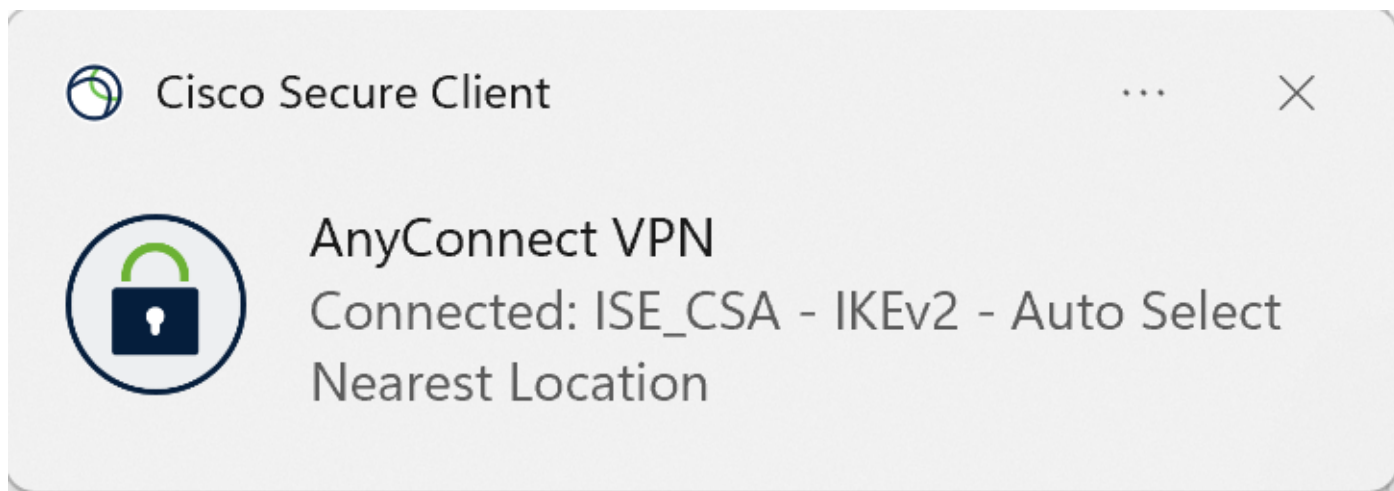 Cisco Secure Client
AnyConnect VPN
Connected: ISE_CSA - IKEv2 - Auto Select
Nearest Location